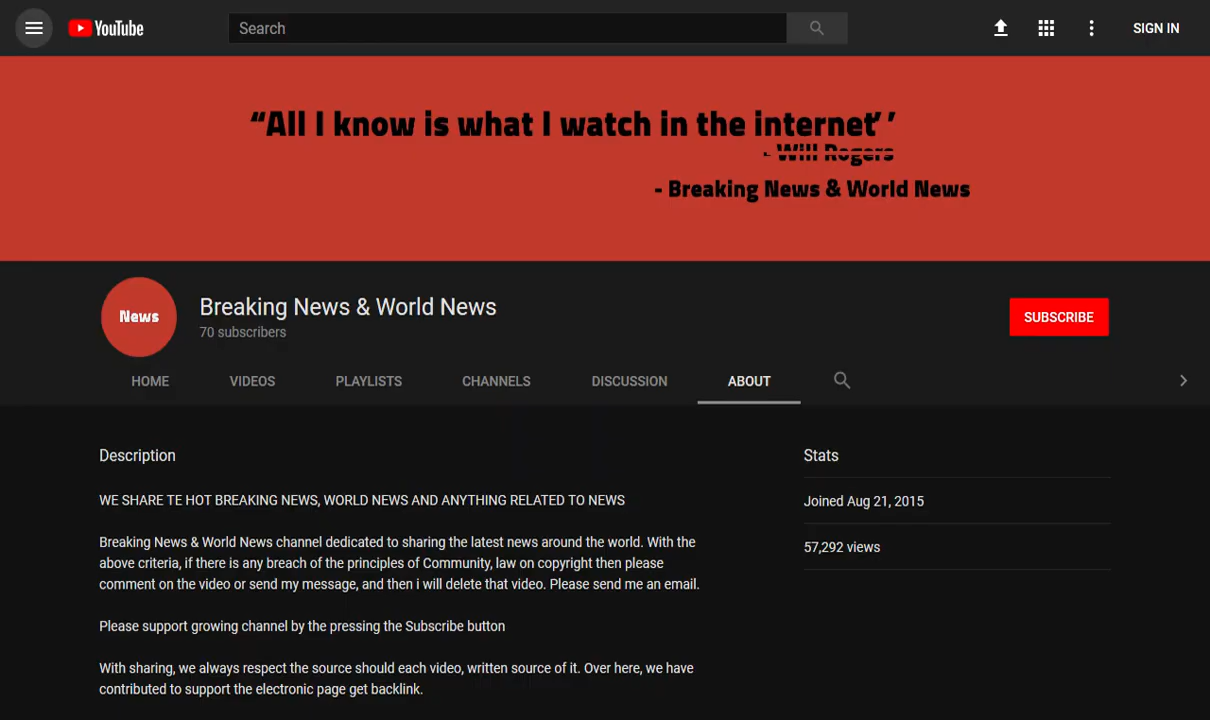 YouTube
Search
SIGN IN
“All I know is what I watch in the internet’’
- Will Rogers
- Breaking News & World News
News
Breaking News & World News
70 subscribers
SUBSCRIBE
HOME VIDEOS PLAYLISTS CHANNELS DISCUSSION ABOUT
Description
WE SHARE TE HOT BREAKING NEWS, WORLD NEWS AND ANYTHING RELATED TO NEWS
Breaking News & World News channel dedicated to sharing the latest news around the world. With the
above criteria, if there is any breach of the principles of Community, law on copyright then please
comment on the video or send my message, and then i will delete that video. Please send me an email.
Please support growing channel by the pressing the Subscribe button
With sharing, we always respect the source should each video, written source of it. Over here, we have
contributed to support the electronic page get backlink.
Stats
Joined Aug 21, 2015
57,292 views